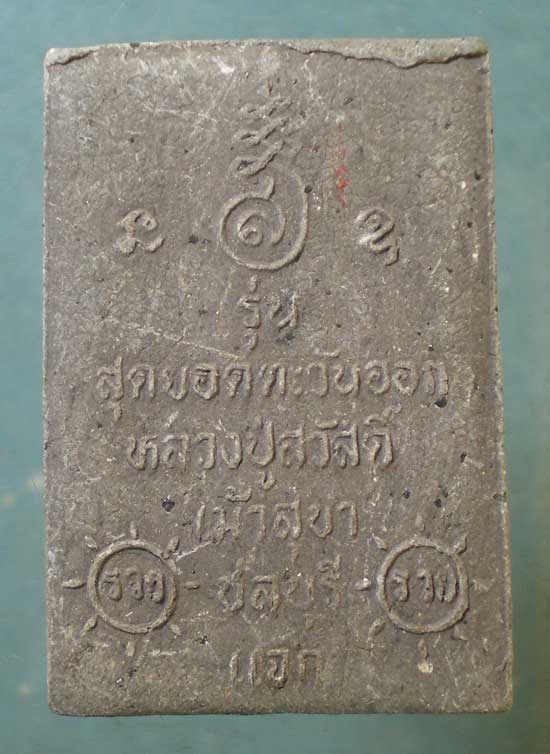 รุ่น
สุดยอดตะวันออก
หลวงปู่สวัสดิ์
เม้าสุขา
รวย ชลบุรี รวย
แจก